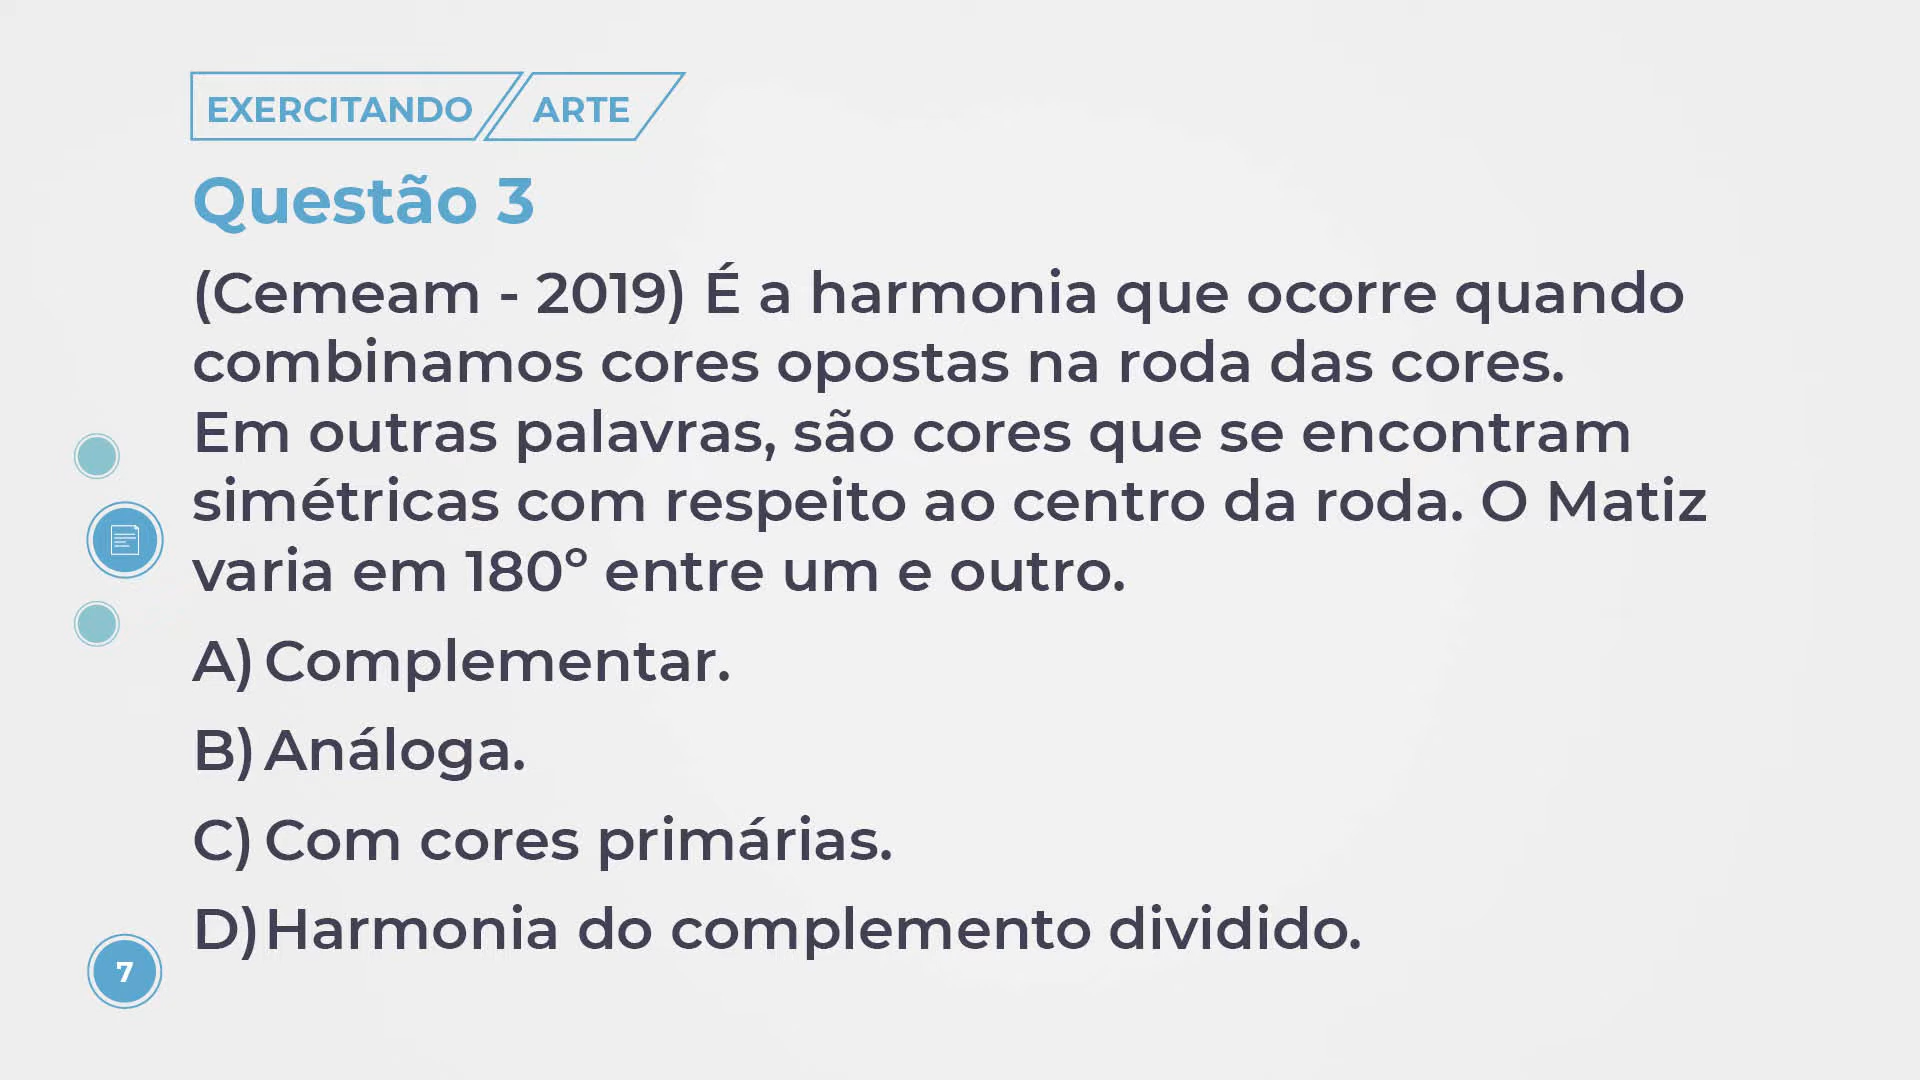 EXERCITANDO ARTE
Questão 3
(Cemeam - 2019) É a harmonia que ocorre quando
combinamos cores opostas na roda das cores.
Em outras palavras, são cores que se encontram
simétricas com respeito ao centro da roda. O Matiz
varia em 180º entre um e outro.
A) Complementar.
B) Análoga.
C) Com cores primárias.
D) Harmonia do complemento dividido.
7